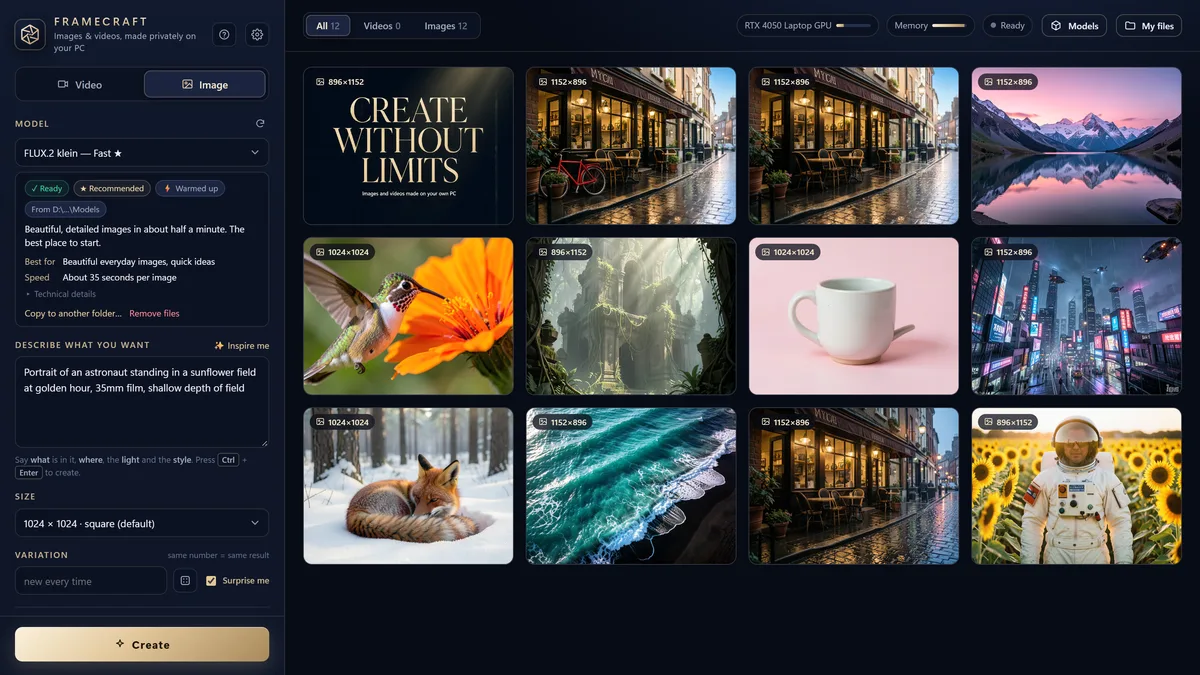 FRAMECRAFT
Images & videos, made privately on
your PC
Video
Image
MODEL
FLUX.2 klein — Fast ★
✓ Ready
★ Recommended
Warmed up
From D:\...\Models
Beautiful, detailed images in about half a minute. The
best place to start.
Best for Beautiful everyday images, quick ideas
Speed About 35 seconds per image
Technical details
Copy to another folder... Remove files
DESCRIBE WHAT YOU WANT
Inspire me
Portrait of an astronaut standing in a sunflower field
at golden hour, 35mm film, shallow depth of field
Say what is in it, where, the light and the style. Press Ctrl +
Enter to create.
SIZE
1024 × 1024 · square (default)
VARIATION
same number = same result
new every time
Surprise me
Create
All 12
Videos 0
Images 12
RTX 4050 Laptop GPU
Memory
Ready
Models
My files
896×1152
CREATE
WITHOUT
LIMITS
Images and videos made on your own PC
1152×896
1152×896
1152×896
1024×1024
896×1152
1024×1024
1152×896
1024×1024
1152×896
1152×896
896×1152